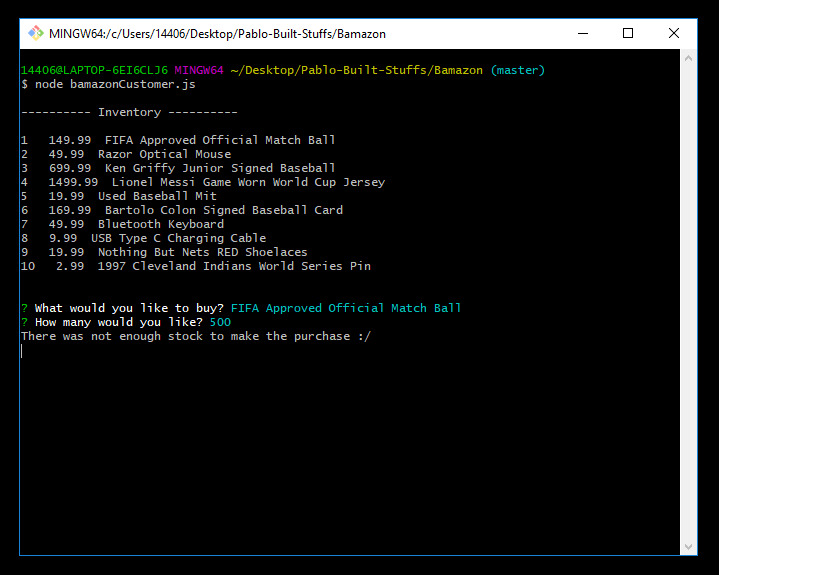 MINGW64:/c/Users/14406/Desktop/Pablo-Built-Stuffs/Bamazon
14406@LAPTOP-6EI6CLJ6 MINGW64 ~/Desktop/Pablo-Built-Stuffs/Bamazon (master)
$ node bamazonCustomer.js
---------- Inventory ----------
1   149.99  FIFA Approved Official Match Ball
2   49.99  Razor Optical Mouse
3   699.99  Ken Griffy Junior Signed Baseball
4   1499.99  Lionel Messi Game Worn World Cup Jersey
5   19.99  Used Baseball Mit
6   169.99  Bartolo Colon Signed Baseball Card
7   49.99  Bluetooth Keyboard
8   9.99  USB Type C Charging Cable
9   19.99  Nothing But Nets RED Shoelaces
10   2.99  1997 Cleveland Indians World Series Pin
? What would you like to buy? FIFA Approved Official Match Ball
? How many would you like? 500
There was not enough stock to make the purchase :/